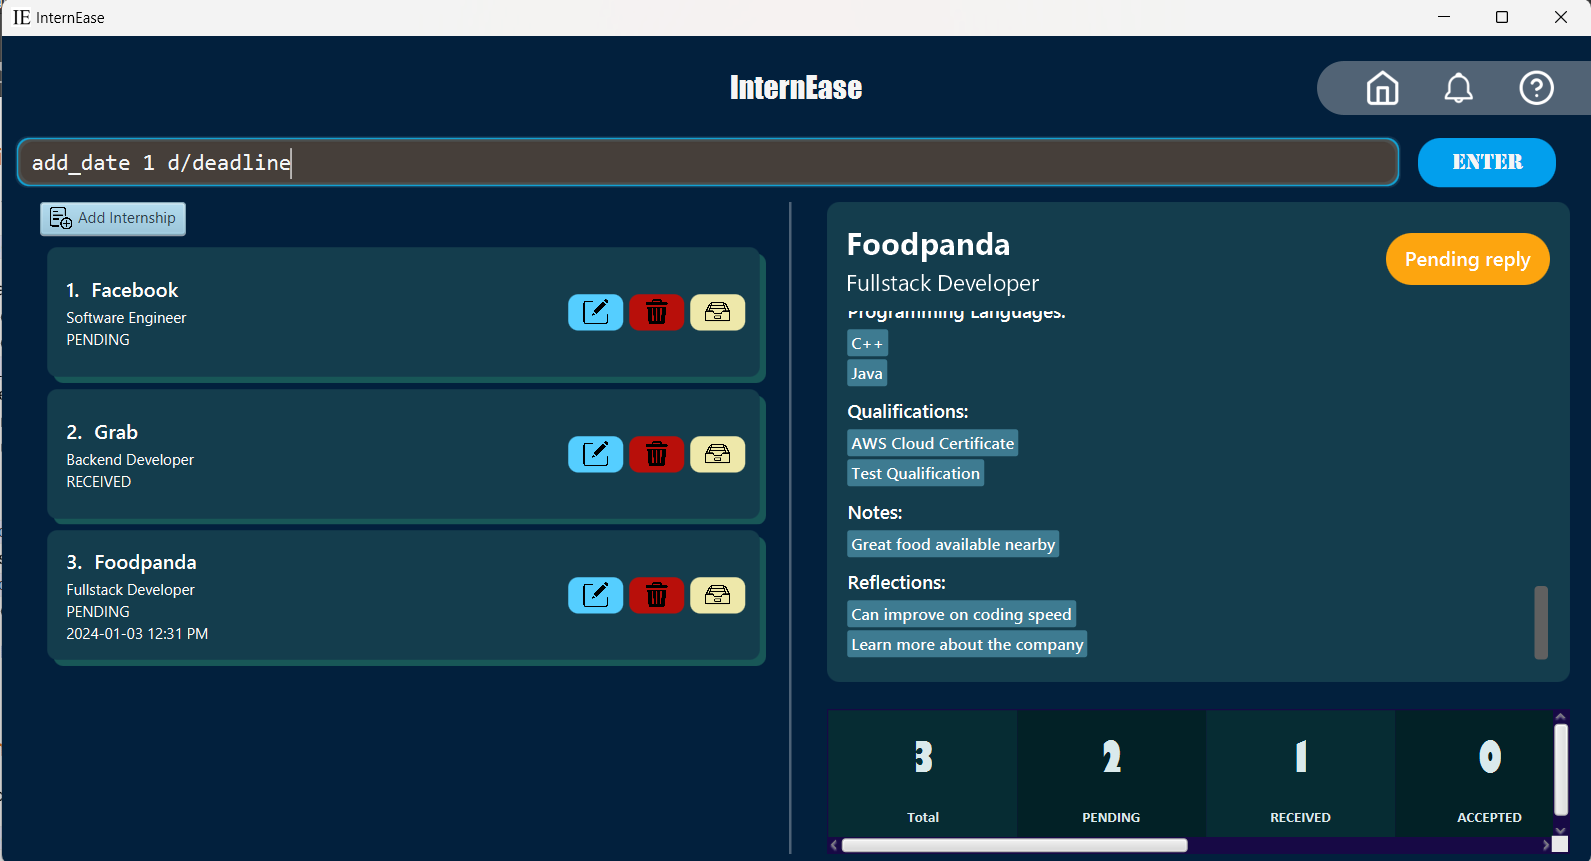 IE InternEase
InternEase
add_date 1 d/deadline
ENTER
Add Internship
1. Facebook
Software Engineer
PENDING
2. Grab
Backend Developer
RECEIVED
3. Foodpanda
Fullstack Developer
PENDING
2024-01-03 12:31 PM
Foodpanda
Pending reply
Fullstack Developer
Programming Languages:
C++
Java
Qualifications:
AWS Cloud Certificate
Test Qualification
Notes:
Great food available nearby
Reflections:
Can improve on coding speed
Learn more about the company
3
Total
2
PENDING
1
RECEIVED
0
ACCEPTED